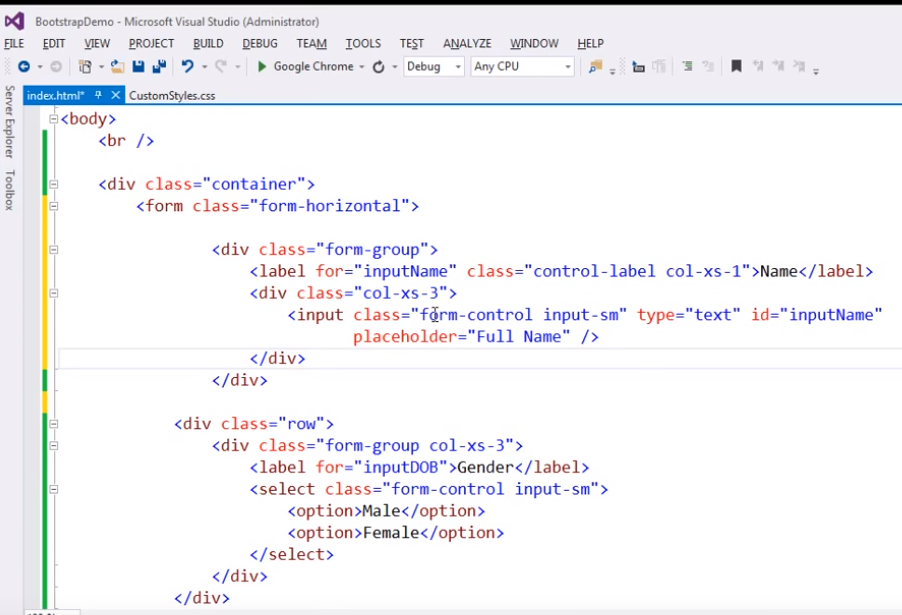 BootstrapDemo - Microsoft Visual Studio (Administrator)
FILE EDIT VIEW PROJECT BUILD DEBUG TEAM TOOLS TEST ANALYZE WINDOW HELP
Google Chrome Debug Any CPU
index.html* CustomStyles.css
Server Explorer
Toolbox
<body>
<br />
<div class="container">
<form class="form-horizontal">
<div class="form-group">
<label for="inputName" class="control-label col-xs-1">Name</label>
<div class="col-xs-3">
<input class="form-control input-sm" type="text" id="inputName"
placeholder="Full Name" />
</div>
</div>
<div class="row">
<div class="form-group col-xs-3">
<label for="inputDOB">Gender</label>
<select class="form-control input-sm">
<option>Male</option>
<option>Female</option>
</select>
</div>
</div>